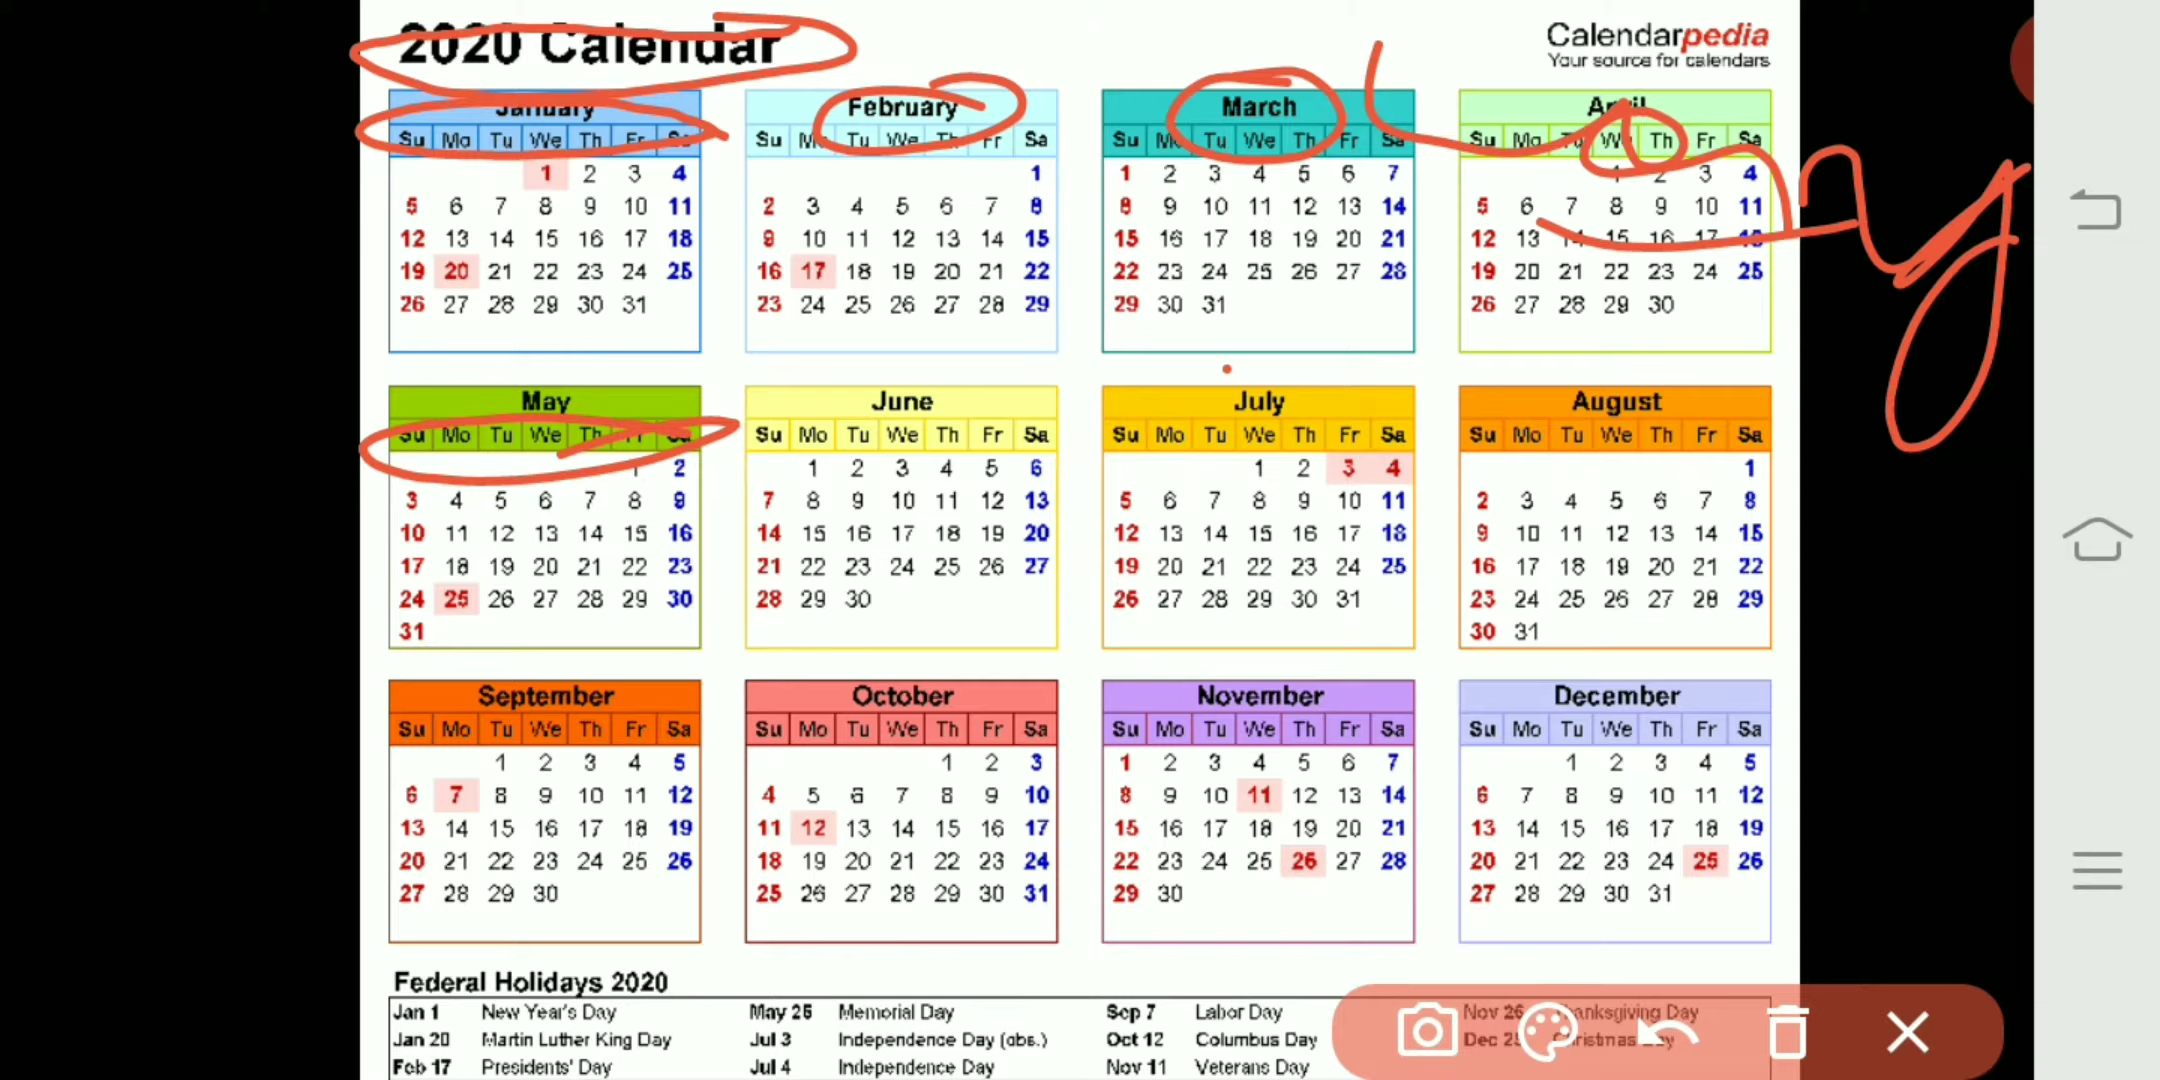 2020 Calendar
Calendarpedia
Your source for calendars
January February March April
Su Mo Tu We Th Fr Sa Su Mo Tu We Th Fr Sa Su Mo Tu We Th Fr Sa Su Mo Tu We Th Fr Sa
1 2 3 4 1 1 2 3 4 5 6 7 1 2 3 4
5 6 7 8 9 10 11 2 3 4 5 6 7 8 8 9 10 11 12 13 14 5 6 7 8 9 10 11
12 13 14 15 16 17 18 9 10 11 12 13 14 15 15 16 17 18 19 20 21 12 13 14 15 16 17 18
19 20 21 22 23 24 25 16 17 18 19 20 21 22 22 23 24 25 26 27 28 19 20 21 22 23 24 25
26 27 28 29 30 31 23 24 25 26 27 28 29 29 30 31 26 27 28 29 30
May June July August
Su Mo Tu We Th Fr Sa Su Mo Tu We Th Fr Sa Su Mo Tu We Th Fr Sa Su Mo Tu We Th Fr Sa
1 2 1 2 3 4 5 6 1 2 3 4 1
3 4 5 6 7 8 9 7 8 9 10 11 12 13 5 6 7 8 9 10 11 2 3 4 5 6 7 8
10 11 12 13 14 15 16 14 15 16 17 18 19 20 12 13 14 15 16 17 18 9 10 11 12 13 14 15
17 18 19 20 21 22 23 21 22 23 24 25 26 27 19 20 21 22 23 24 25 16 17 18 19 20 21 22
24 25 26 27 28 29 30 28 29 30 26 27 28 29 30 31 23 24 25 26 27 28 29
31 30 31
September October November December
Su Mo Tu We Th Fr Sa Su Mo Tu We Th Fr Sa Su Mo Tu We Th Fr Sa Su Mo Tu We Th Fr Sa
1 2 3 4 5 1 2 3 1 2 3 4 5 6 7 1 2 3 4 5
6 7 8 9 10 11 12 4 5 6 7 8 9 10 8 9 10 11 12 13 14 6 7 8 9 10 11 12
13 14 15 16 17 18 19 11 12 13 14 15 16 17 15 16 17 18 19 20 21 13 14 15 16 17 18 19
20 21 22 23 24 25 26 18 19 20 21 22 23 24 22 23 24 25 26 27 28 20 21 22 23 24 25 26
27 28 29 30 25 26 27 28 29 30 31 29 30 27 28 29 30 31
Federal Holidays 2020
Jan 1 New Year's Day May 25 Memorial Day Sep 7 Labor Day Nov 26 Thanksgiving Day
Jan 20 Martin Luther King Day Jul 3 Independence Day (obs.) Oct 12 Columbus Day Dec 25 Christmas Day
Feb 17 Presidents' Day Jul 4 Independence Day Nov 11 Veterans Day